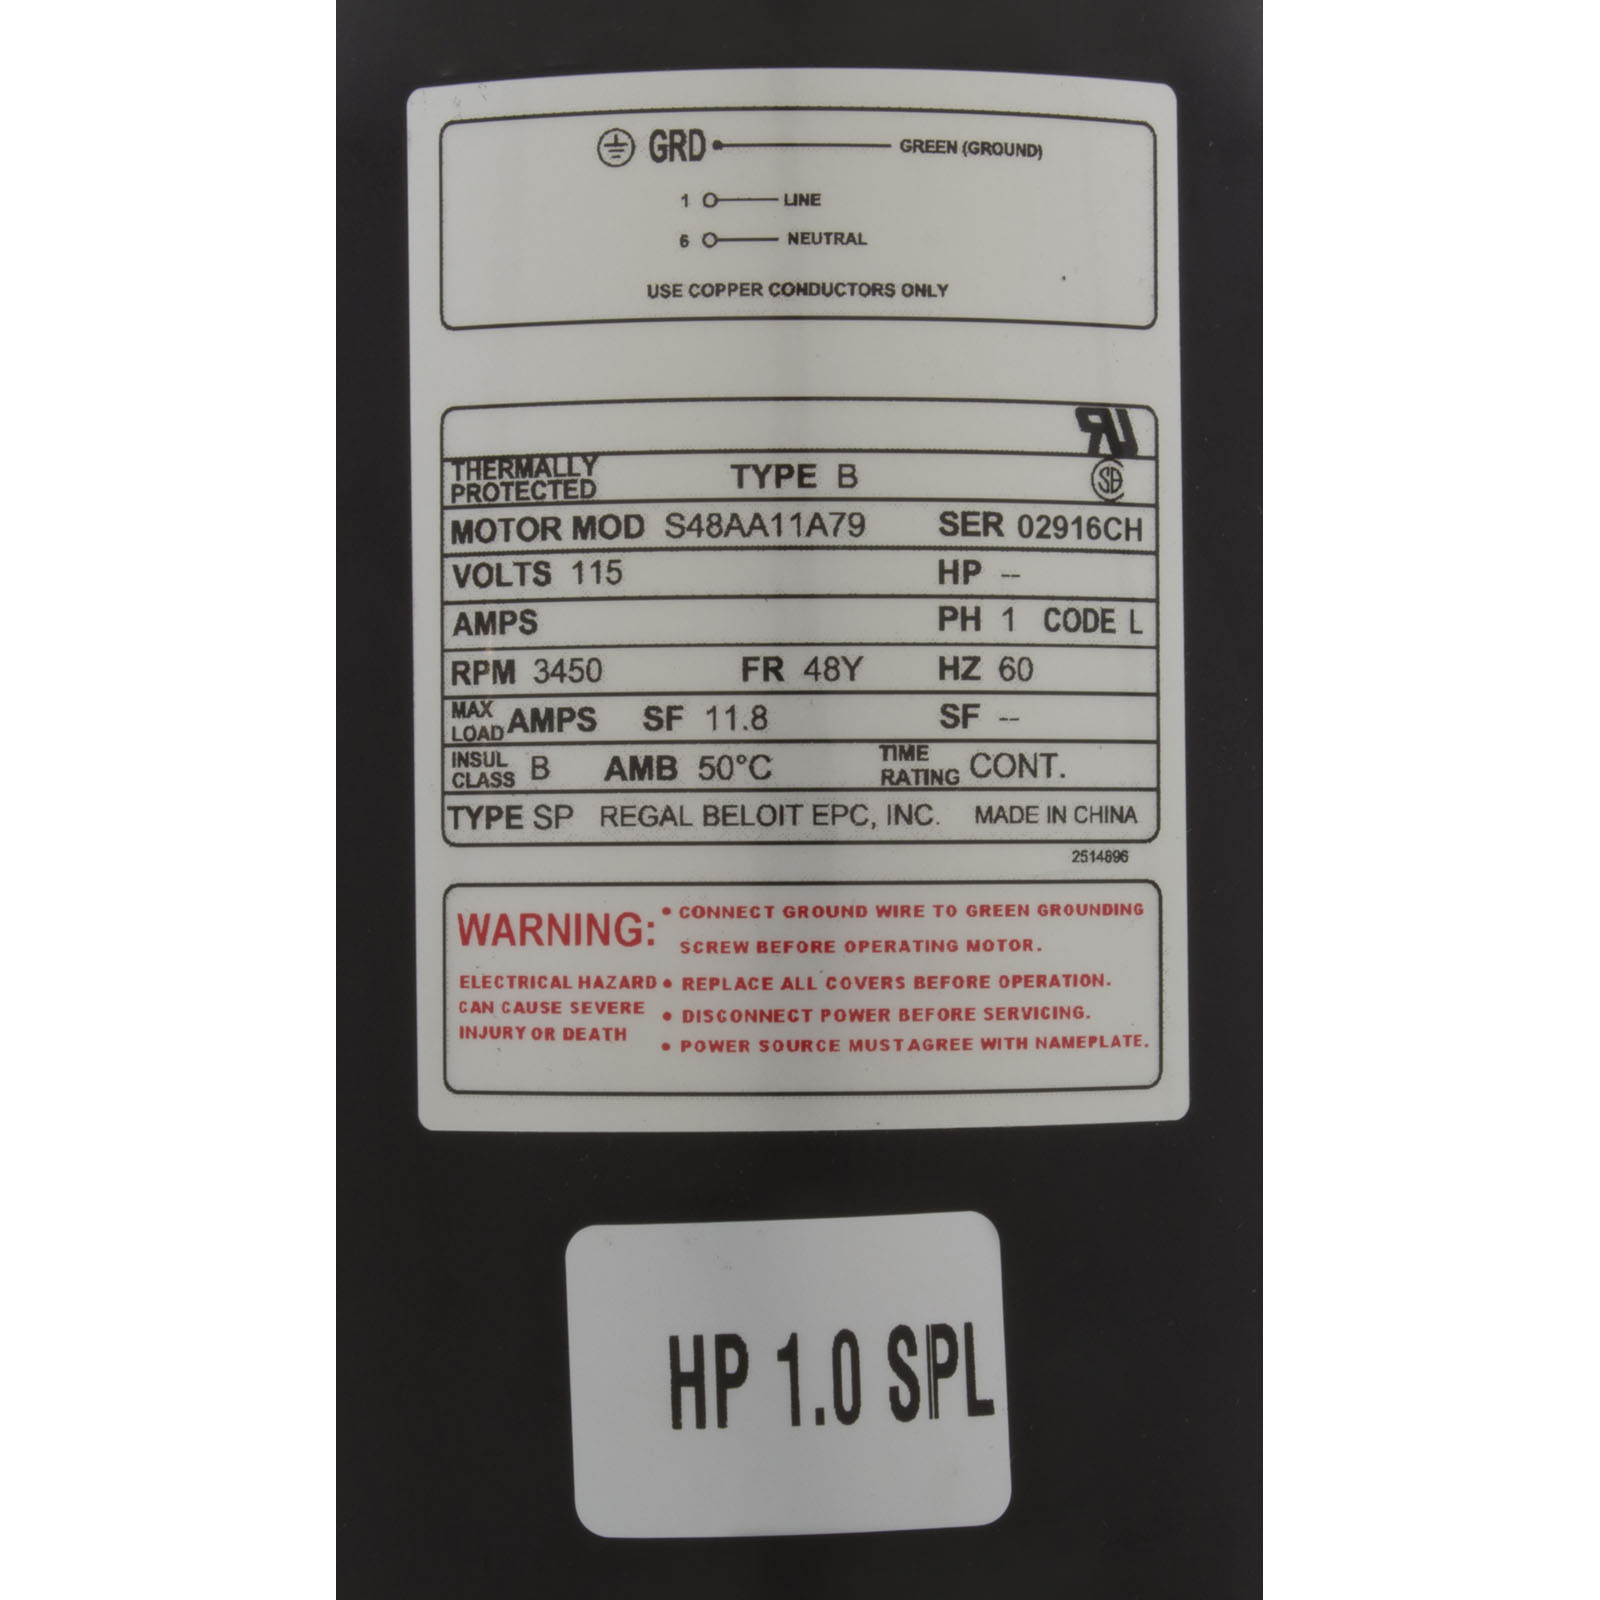 GRD GREEN (GROUND)
1 LINE
6 NEUTRAL
USE COPPER CONDUCTORS ONLY
THERMALLY PROTECTED TYPE B
MOTOR MOD S48AA11A79 SER 02916CH
VOLTS 115 HP --
AMPS PH 1 CODE L
RPM 3450 FR 48Y HZ 60
MAX LOAD AMPS SF 11.8 SF --
INSUL CLASS B AMB 50°C TIME RATING CONT.
TYPE SP REGAL BELOIT EPC, INC. MADE IN CHINA
2514896
WARNING:
ELECTRICAL HAZARD
CAN CAUSE SEVERE
INJURY OR DEATH
• CONNECT GROUND WIRE TO GREEN GROUNDING
SCREW BEFORE OPERATING MOTOR.
• REPLACE ALL COVERS BEFORE OPERATION.
• DISCONNECT POWER BEFORE SERVICING.
• POWER SOURCE MUST AGREE WITH NAMEPLATE.
HP 1.0 SPL